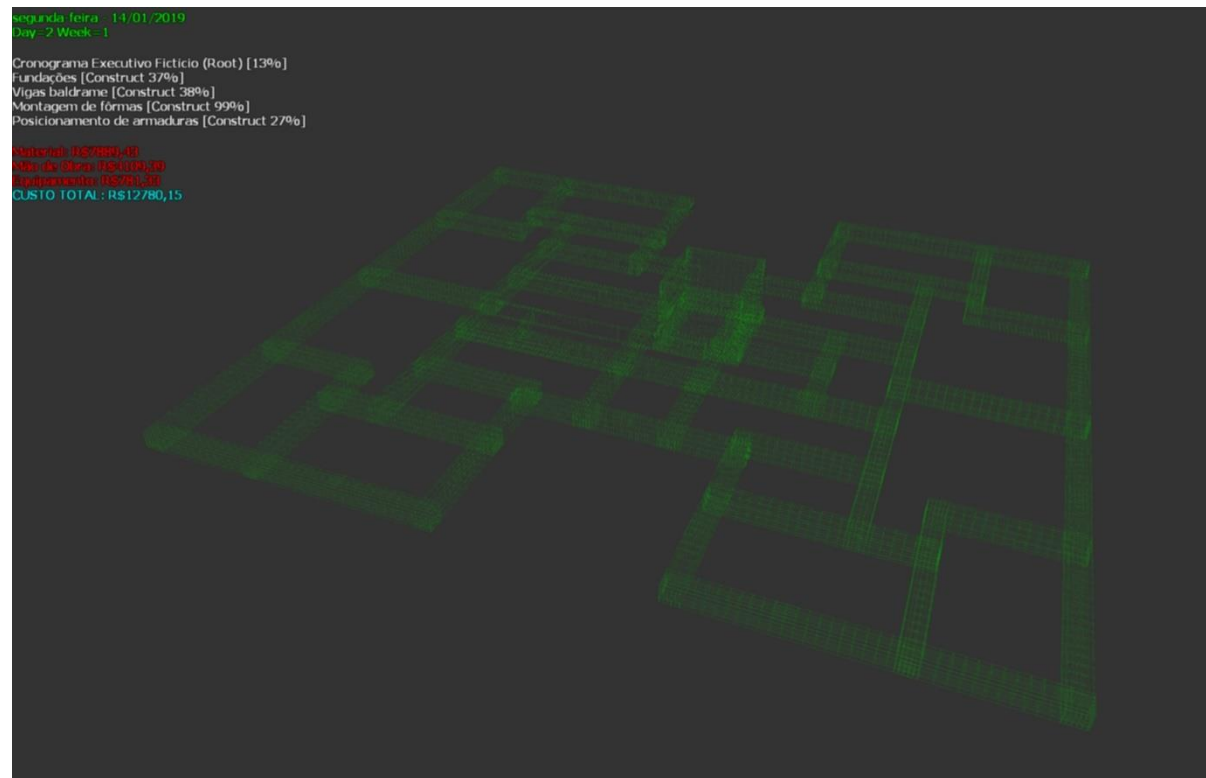 segunda-feira 14/01/2019
Day=2 Week=1
Cronograma Executivo Fictício (Root) [13%]
Fundações [Construct 37%]
Vigas baldrame [Construct 38%]
Montagem de fôrmas [Construct 99%]
Posicionamento de armaduras [Construct 27%]
Material:
Mão de Obra:
Equipamento:
CUSTO TOTAL: R$12780,15